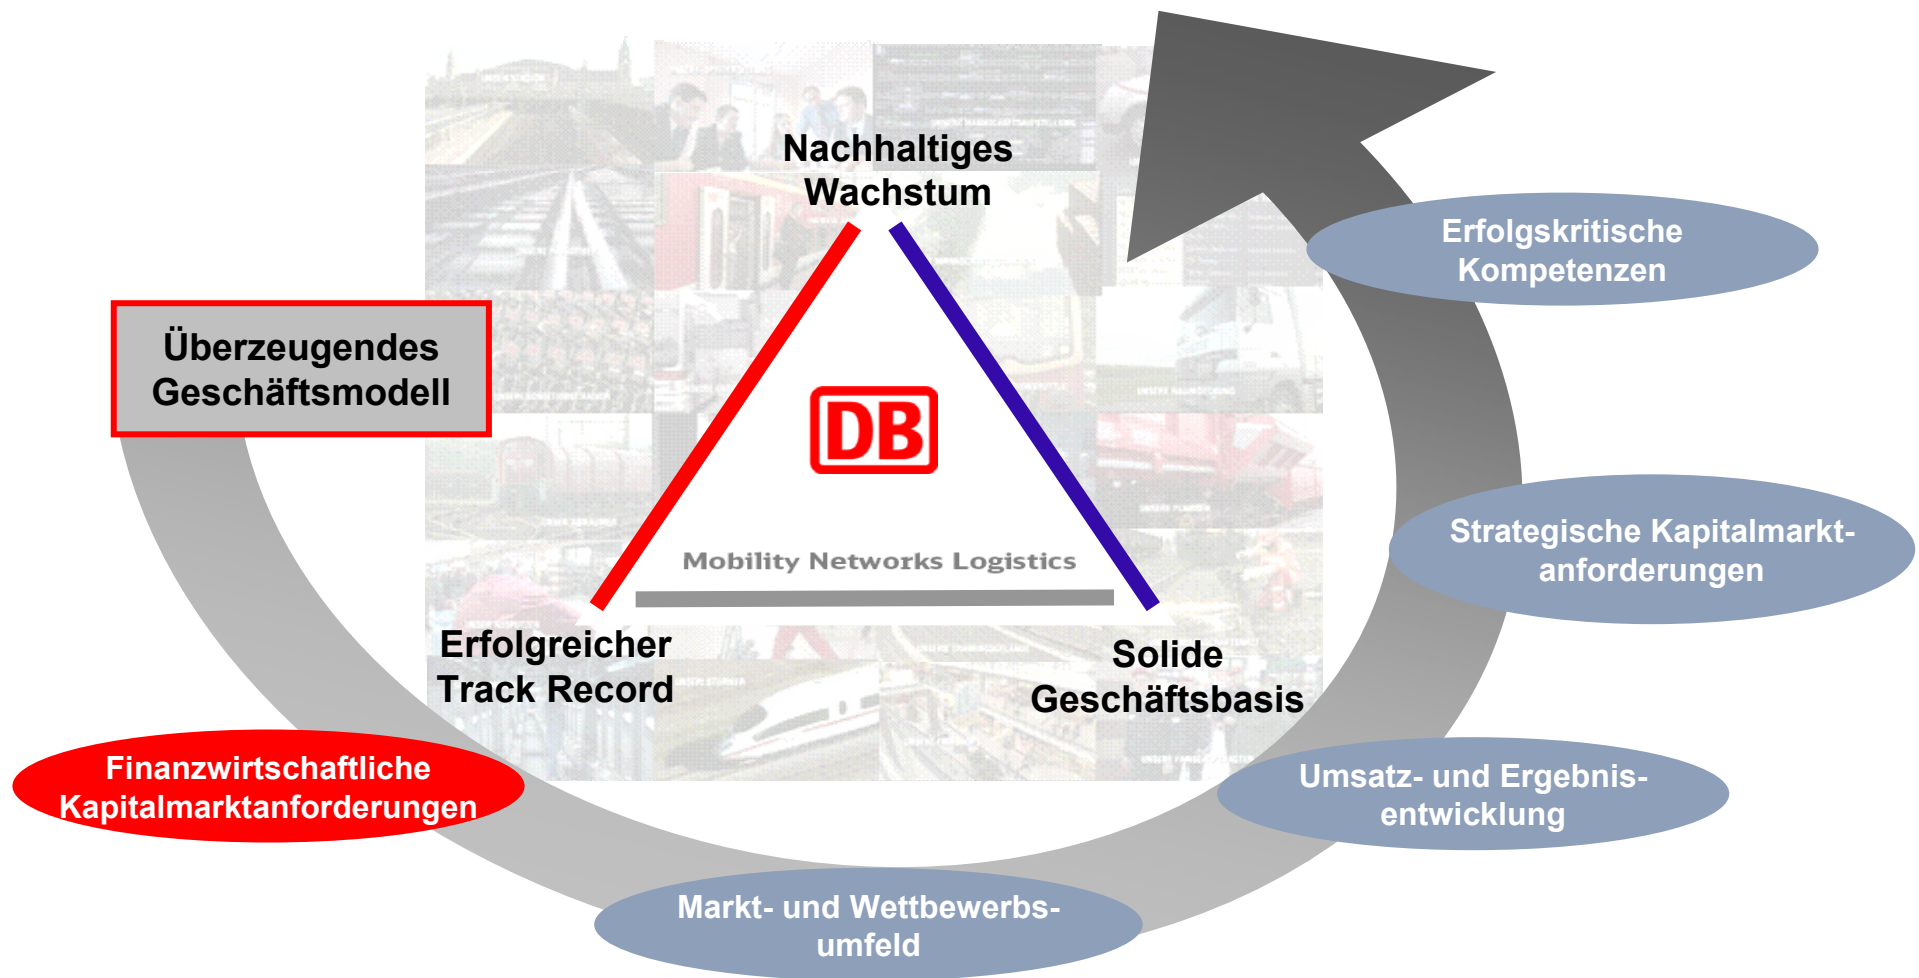 Nachhaltiges
Wachstum
Erfolgskritische
Kompetenzen
Überzeugendes
Geschäftsmodell
DB
Strategische Kapitalmarkt-
anforderungen
Mobility Networks Logistics
Erfolgreicher
Track Record
Solide
Geschäftsbasis
Finanzwirtschaftliche
Kapitalmarktanforderungen
Umsatz- und Ergebnis-
entwicklung
Markt- und Wettbewerbs-
umfeld